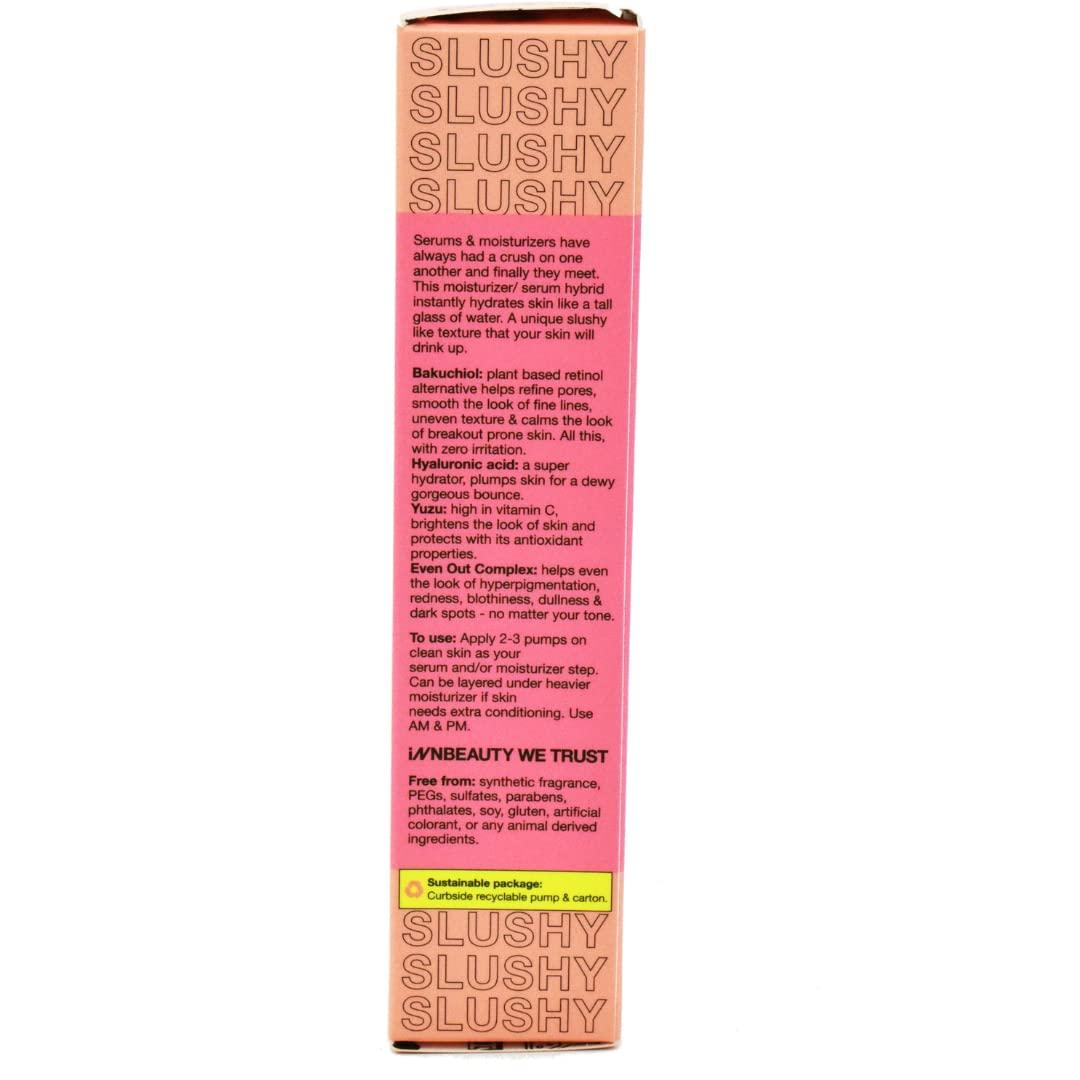 SLUSHY
SLUSHY
SLUSHY
SLUSHY
Serums & moisturizers have
always had a crush on one
another and finally they meet.
This moisturizer/ serum hybrid
instantly hydrates skin like a tall
glass of water. A unique slushy
like texture that your skin will
drink up.
Bakuchiol: plant based retinol
alternative helps refine pores,
smooth the look of fine lines,
uneven texture & calms the look
of breakout prone skin. All this,
with zero irritation.
Hyaluronic acid: a super
hydrator, plumps skin for a dewy
gorgeous bounce.
Yuzu: high in vitamin C,
brightens the look of skin and
protects with its antioxidant
properties.
Even Out Complex: helps even
the look of hyperpigmentation,
redness, blothiness, dullness &
dark spots - no matter your tone.
To use: Apply 2-3 pumps on
clean skin as your
serum and/or moisturizer step.
Can be layered under heavier
moisturizer if skin
needs extra conditioning. Use
AM & PM.
iNNBEAUTY WE TRUST
Free from: synthetic fragrance,
PEGs, sulfates, parabens,
phthalates, soy, gluten, artificial
colorant, or any animal derived
ingredients.
Sustainable package:
Curbside recyclable pump & carton.
SLUSHY
SLUSHY
SLUSHY